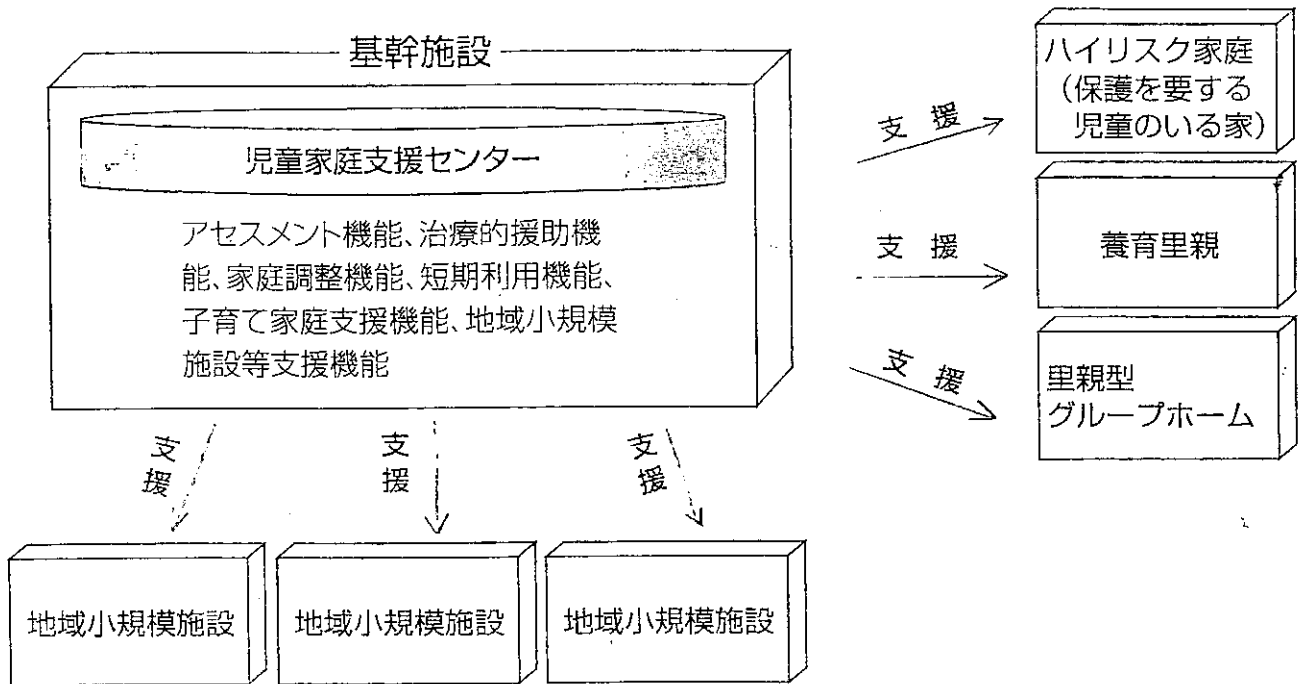 基幹施設
児童家庭支援センター
アセスメント機能、治療的援助機
能、家庭調整機能、短期利用機能、
子育て家庭支援機能、地域小規模
施設等支援機能
支援
ハイリスク家庭
（保護を要する
児童のいる家）
支援
養育里親
支援
里親型
グループホーム
支援
支援
支援
地域小規模施設
地域小規模施設
地域小規模施設